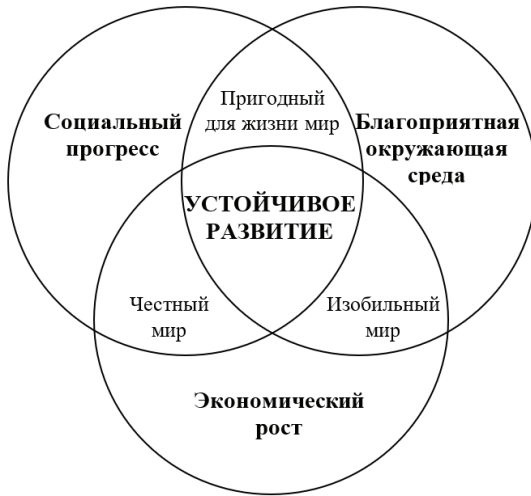 Пригодный
для жизни мир
Социальный
прогресс
Благоприятная
окружающая
среда
УСТОЙЧИВОЕ
РАЗВИТИЕ
Честный
мир
Изобильный
мир
Экономический
рост